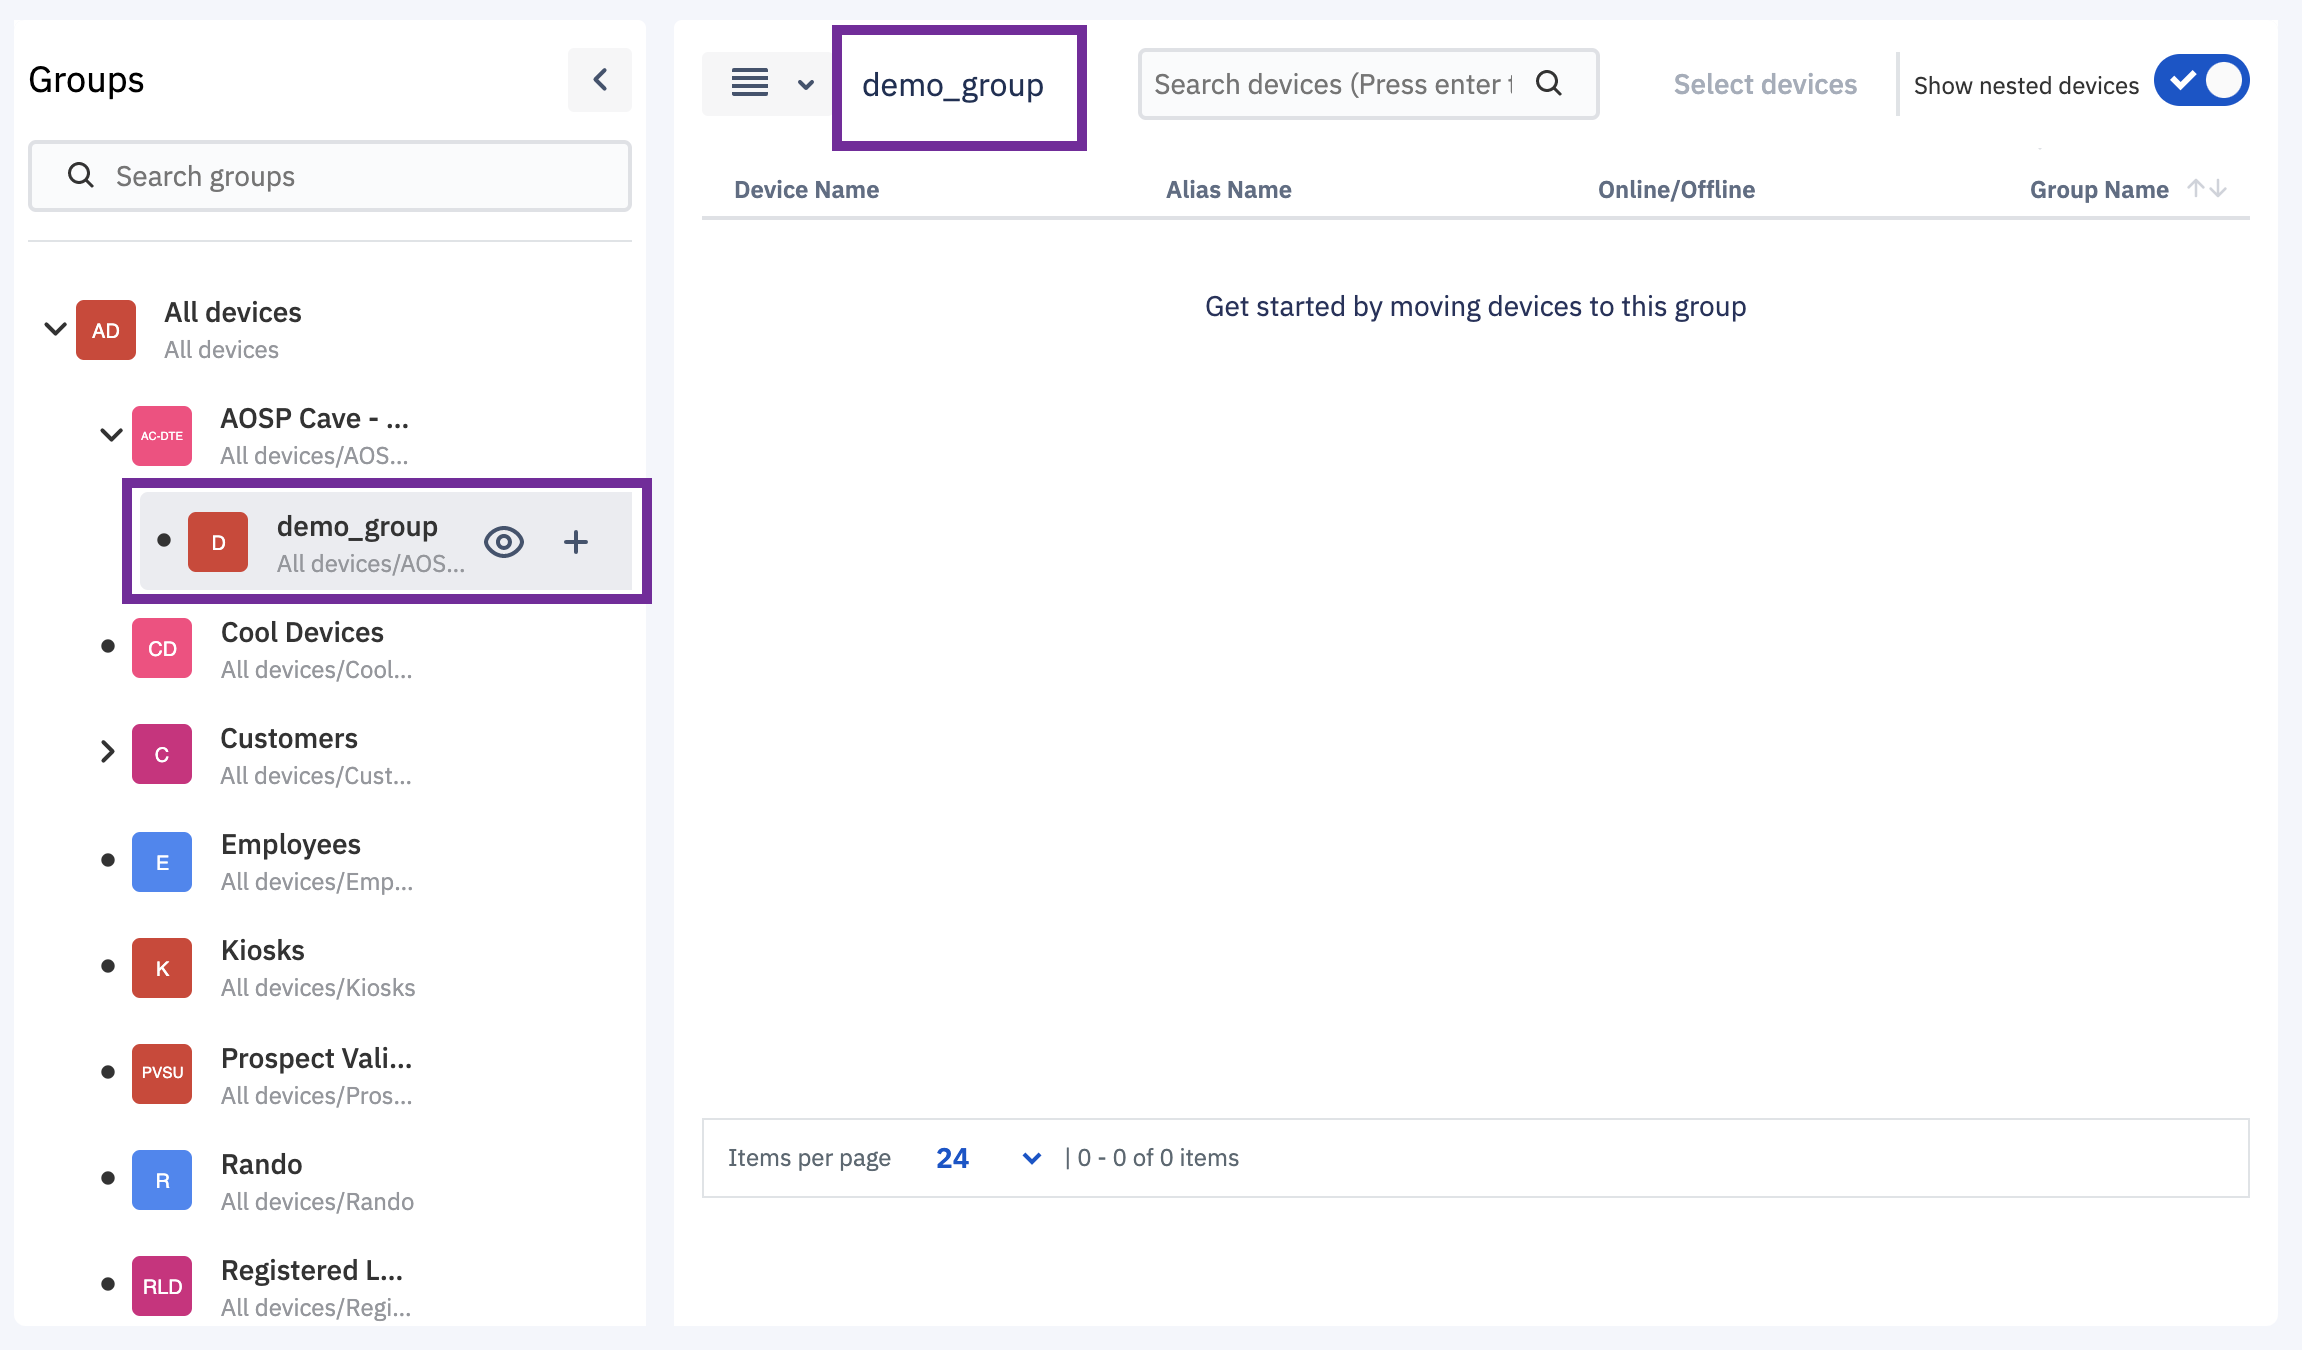 Groups
Search groups
AD
All devices
All devices
AC-DTE
AOSP Cave - ...
All devices/AOS...
D
demo_group
All devices/AOS...
CD
Cool Devices
All devices/Cool...
C
Customers
All devices/Cust...
E
Employees
All devices/Emp...
K
Kiosks
All devices/Kiosks
PVSU
Prospect Vali...
All devices/Pros...
R
Rando
All devices/Rando
RLD
Registered L...
All devices/Regi...
demo_group
Search devices (Press enter t
Select devices
Show nested devices
Device Name Alias Name Online/Offline Group Name
Get started by moving devices to this group
Items per page 24 | 0 - 0 of 0 items